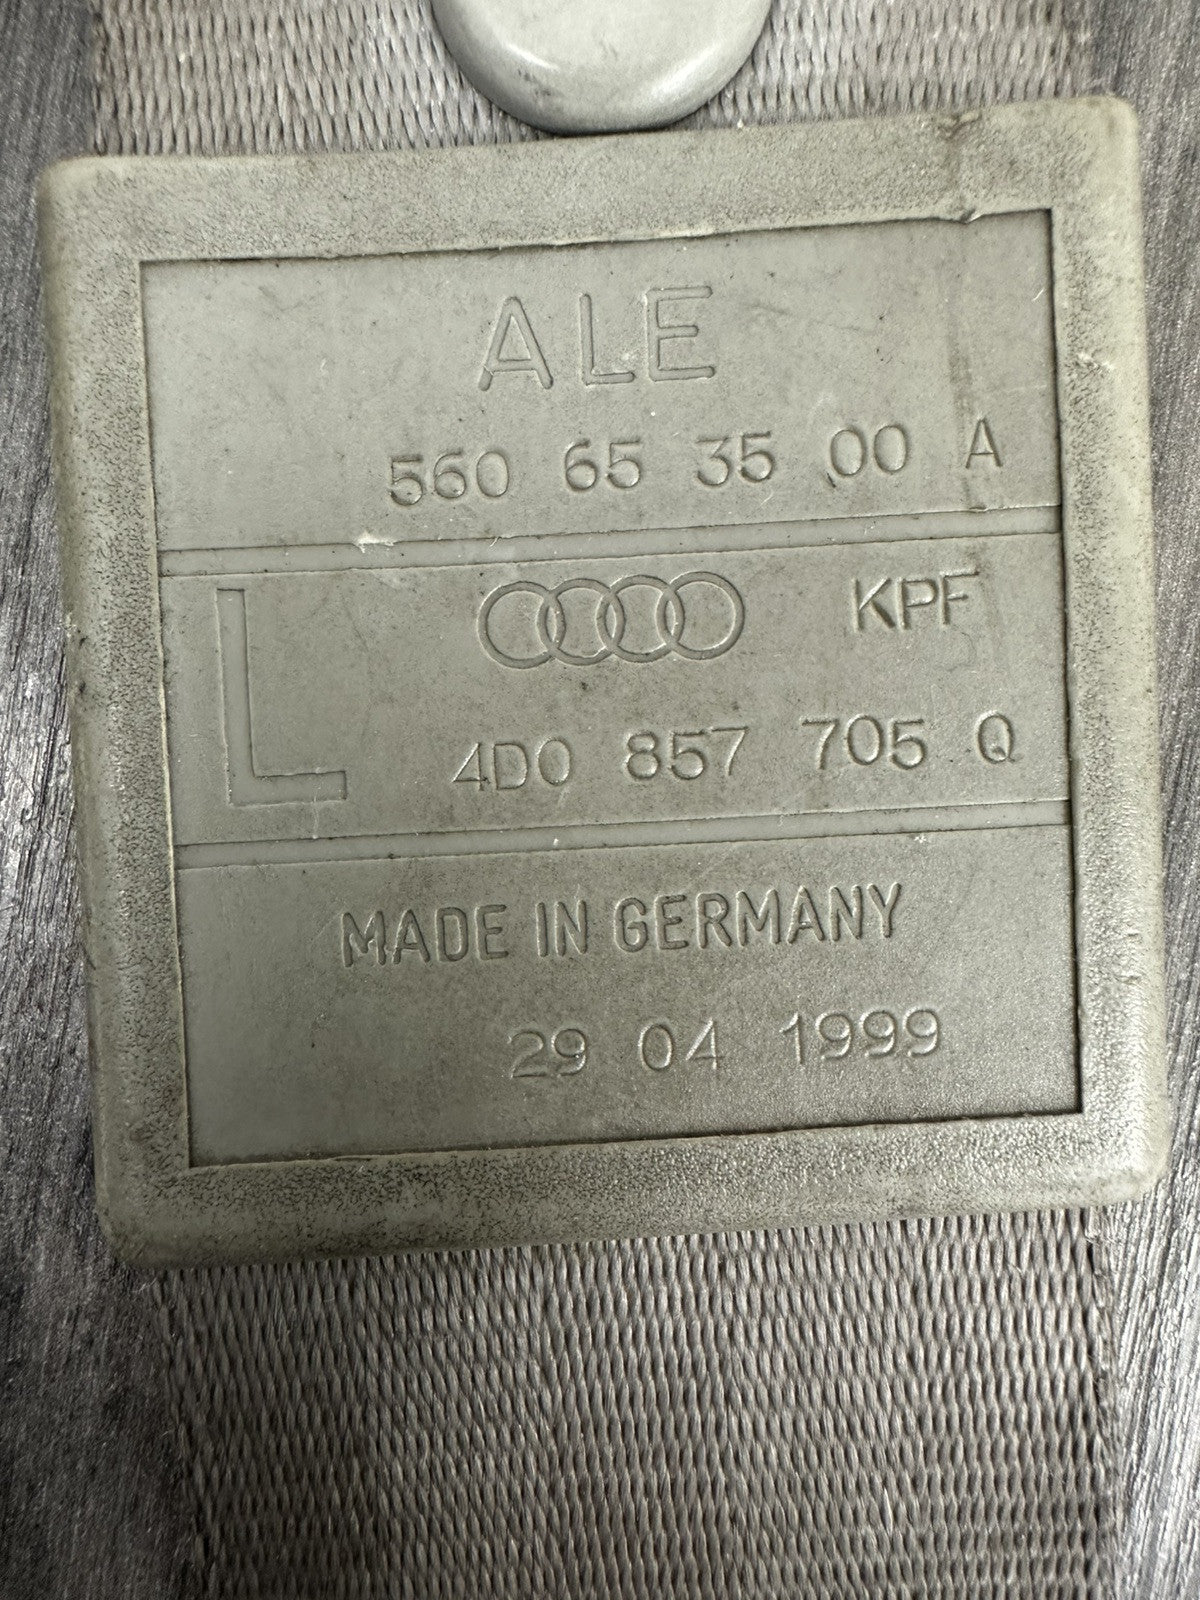 ALE
560 65 35 00 A
L KPF
4D0 857 705 Q
MADE IN GERMANY
29 04 1999